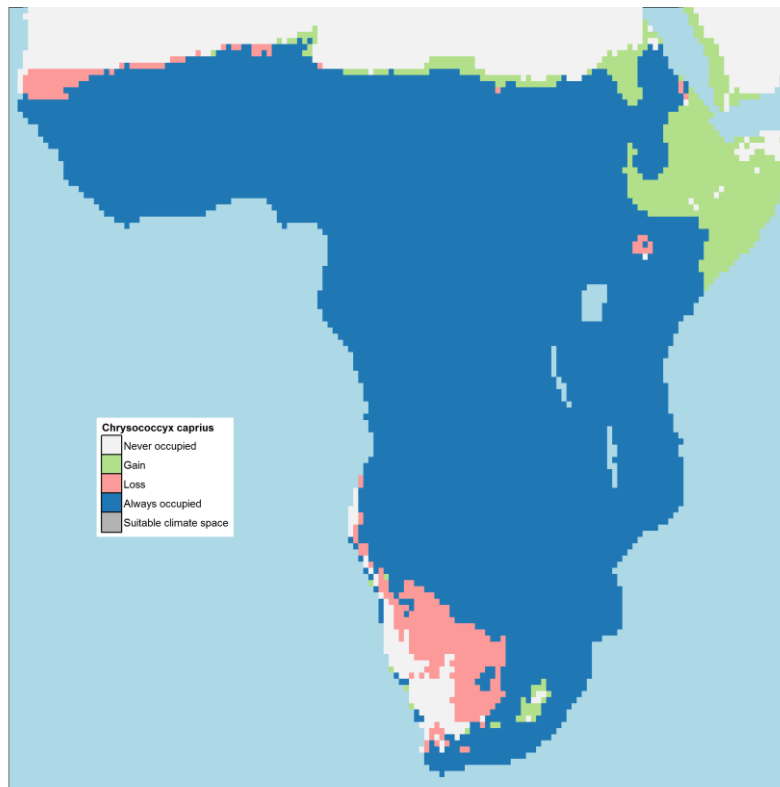 Chrysococcyx caprius
Never occupied
Gain
Loss
Always occupied
Suitable climate space